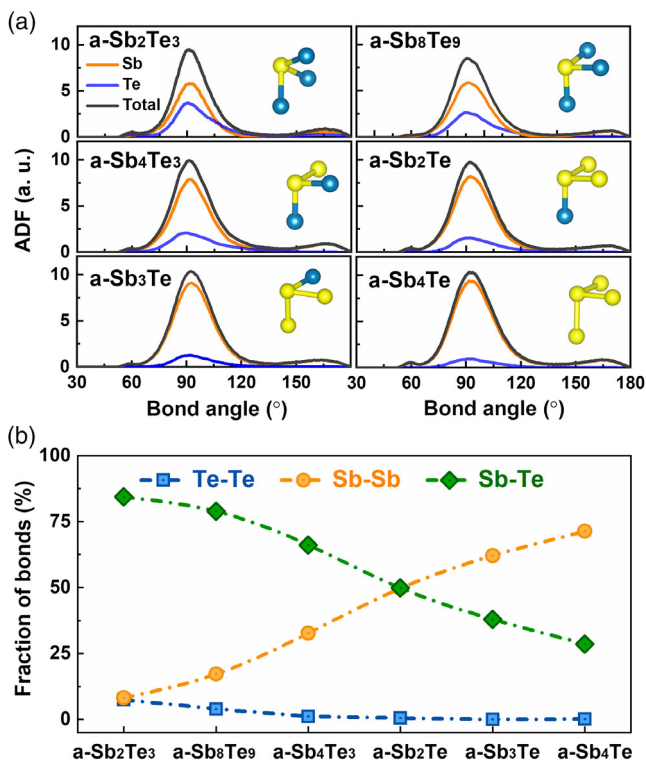 (a)
a-Sb₂Te₃
Sb
Te
Total
a-Sb₈Te₉
a-Sb₄Te₃
a-Sb₂Te
a-Sb₃Te
a-Sb₄Te
ADF (a. u.)
10
5
0
10
5
0
10
5
0
30 60 90 120 150
30 60 90 120 150 180
Bond angle (°)
Bond angle (°)
(b)
Te-Te Sb-Sb Sb-Te
Fraction of bonds (%)
100
75
50
25
0
a-Sb₂Te₃ a-Sb₈Te₉ a-Sb₄Te₃ a-Sb₂Te a-Sb₃Te a-Sb₄Te